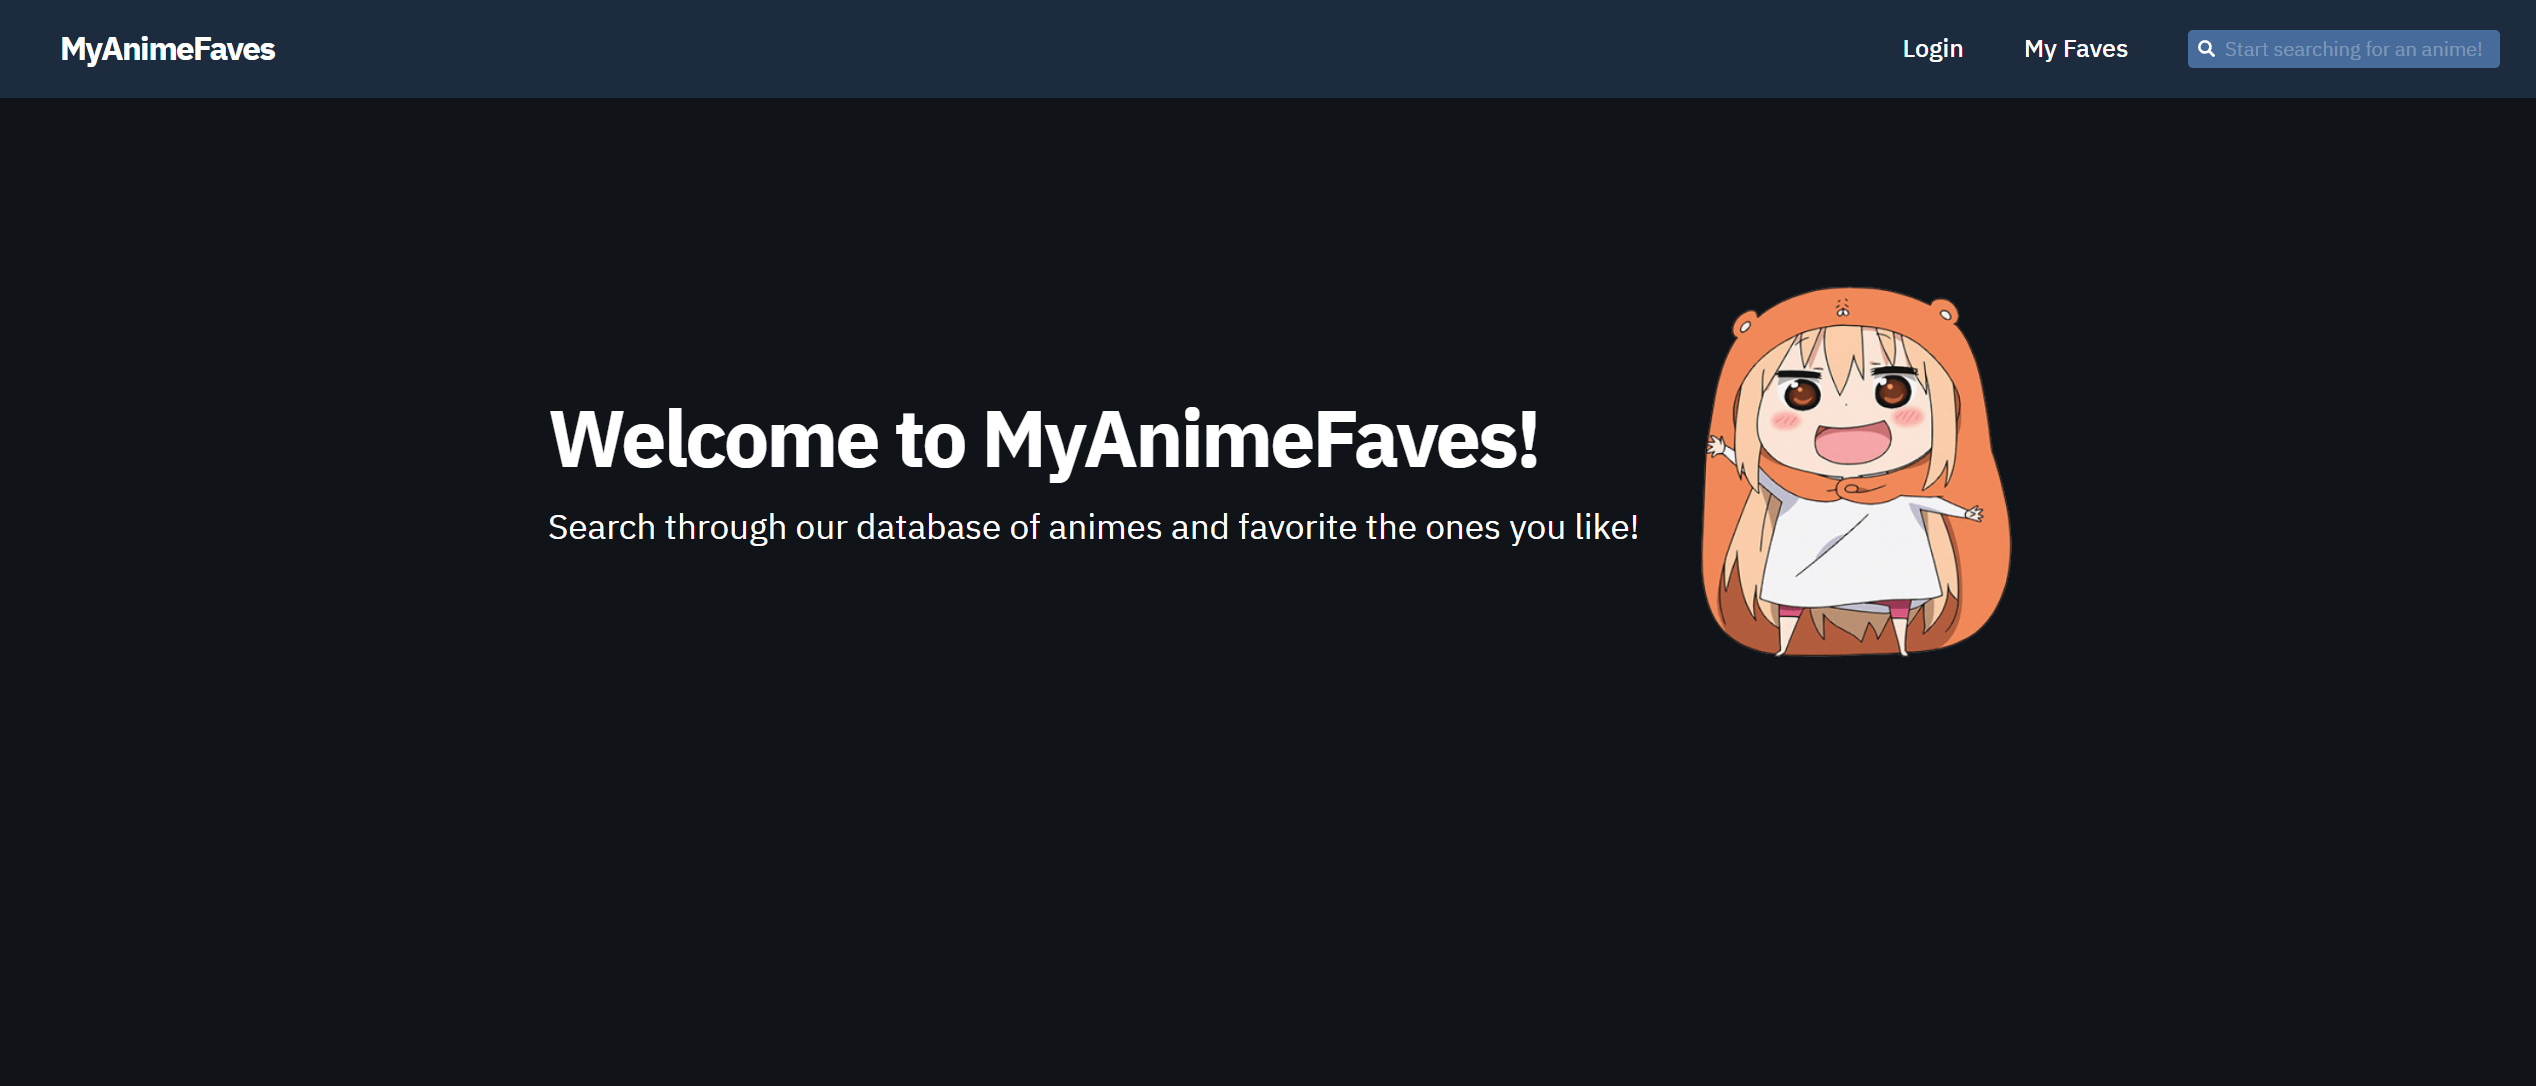 MyAnimeFaves
Login
My Faves
Start searching for an anime!
Welcome to MyAnimeFaves!
Search through our database of animes and favorite the ones you like!